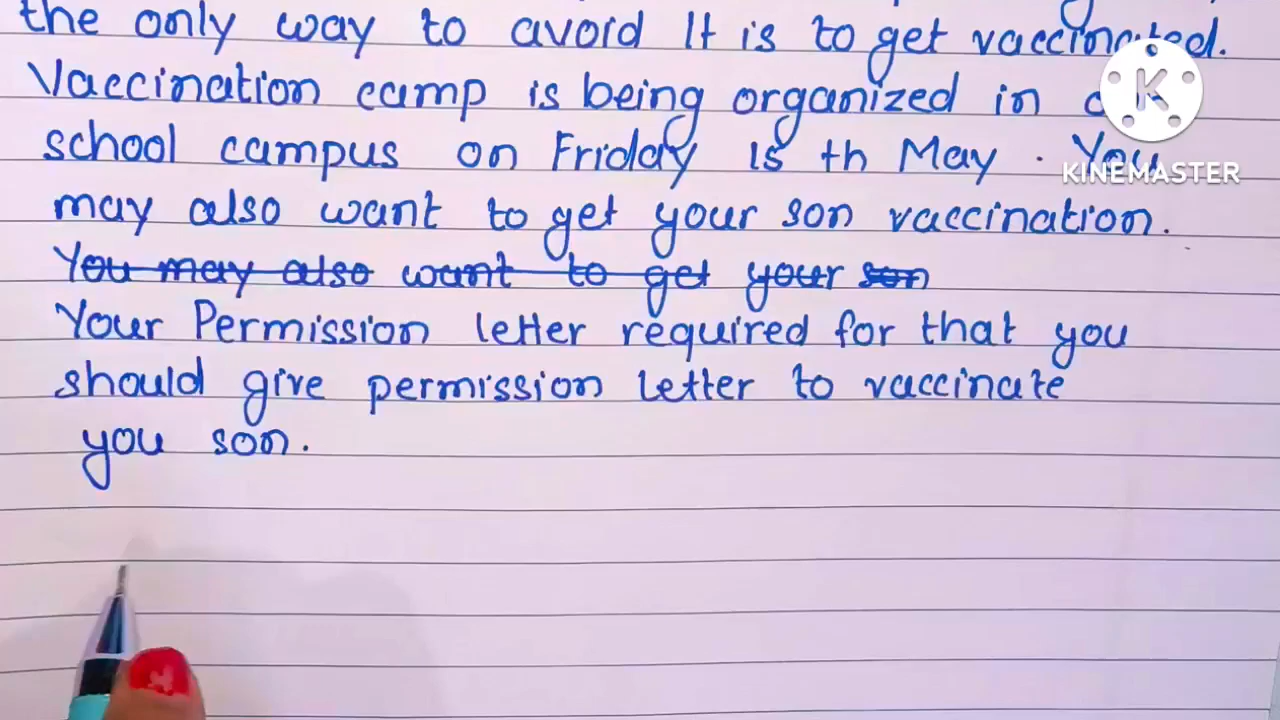 the only way to avoid It is to get vaccinated.
Vaccination camp is being organized in
school campus on Friday 15 th May . You
may also want to get your son vaccination.
You may also want to get your son
Your Permission letter required for that you
should give permission letter to vaccinate
you son.
K
KINEMASTER